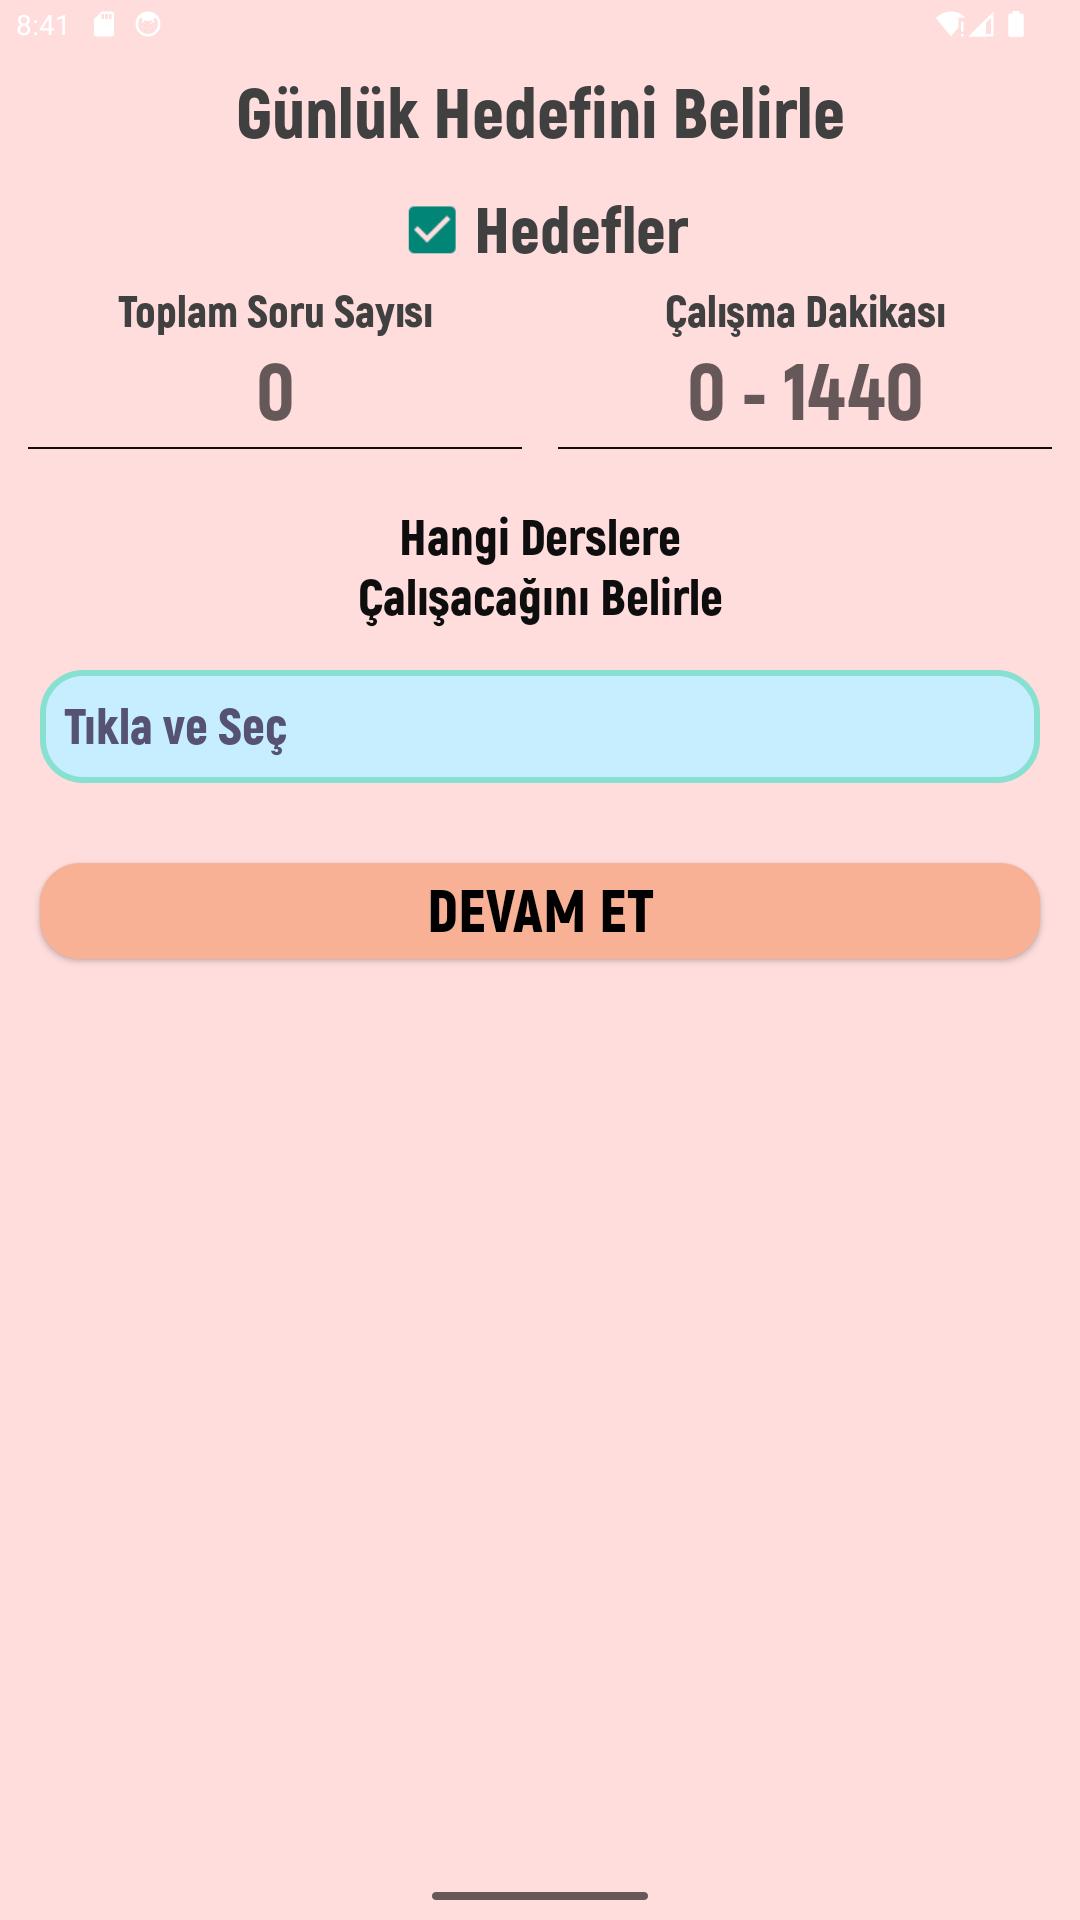 8:41
Günlük Hedefini Belirle
Hedefler
Toplam Soru Sayısı
Çalışma Dakikası
0
0 - 1440
Hangi Derslere
Çalışacağını Belirle
Tıkla ve Seç
DEVAM ET